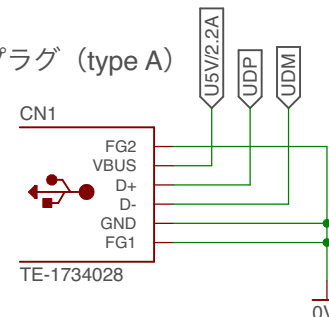 プラグ（type A）
U5V/2.2A
UDP
UDM
CN1
FG2
VBUS
D+
D-
GND
FG1
TE-1734028
0V